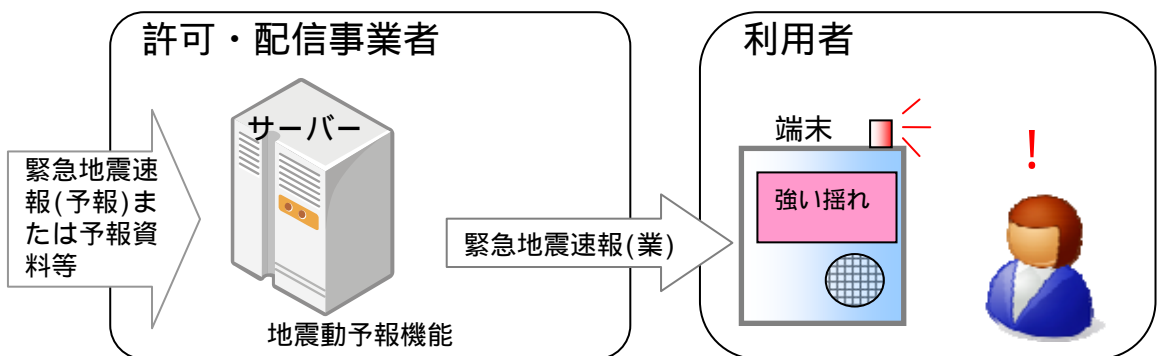 許可・配信事業者
利用者
サーバー
端末
緊急地震速
報(予報)ま
たは予報資
料等
強い揺れ
!
緊急地震速報(業)
地震動予報機能